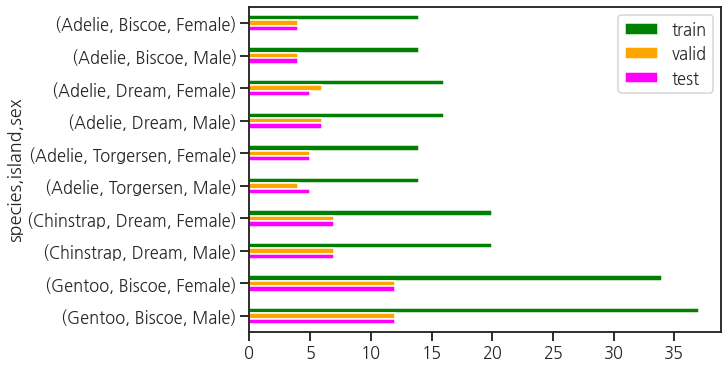 species,island,sex
(Adelie, Biscoe, Female)
(Adelie, Biscoe, Male)
(Adelie, Dream, Female)
(Adelie, Dream, Male)
(Adelie, Torgersen, Female)
(Adelie, Torgersen, Male)
(Chinstrap, Dream, Female)
(Chinstrap, Dream, Male)
(Gentoo, Biscoe, Female)
(Gentoo, Biscoe, Male)
train
valid
test
0 5 10 15 20 25 30 35